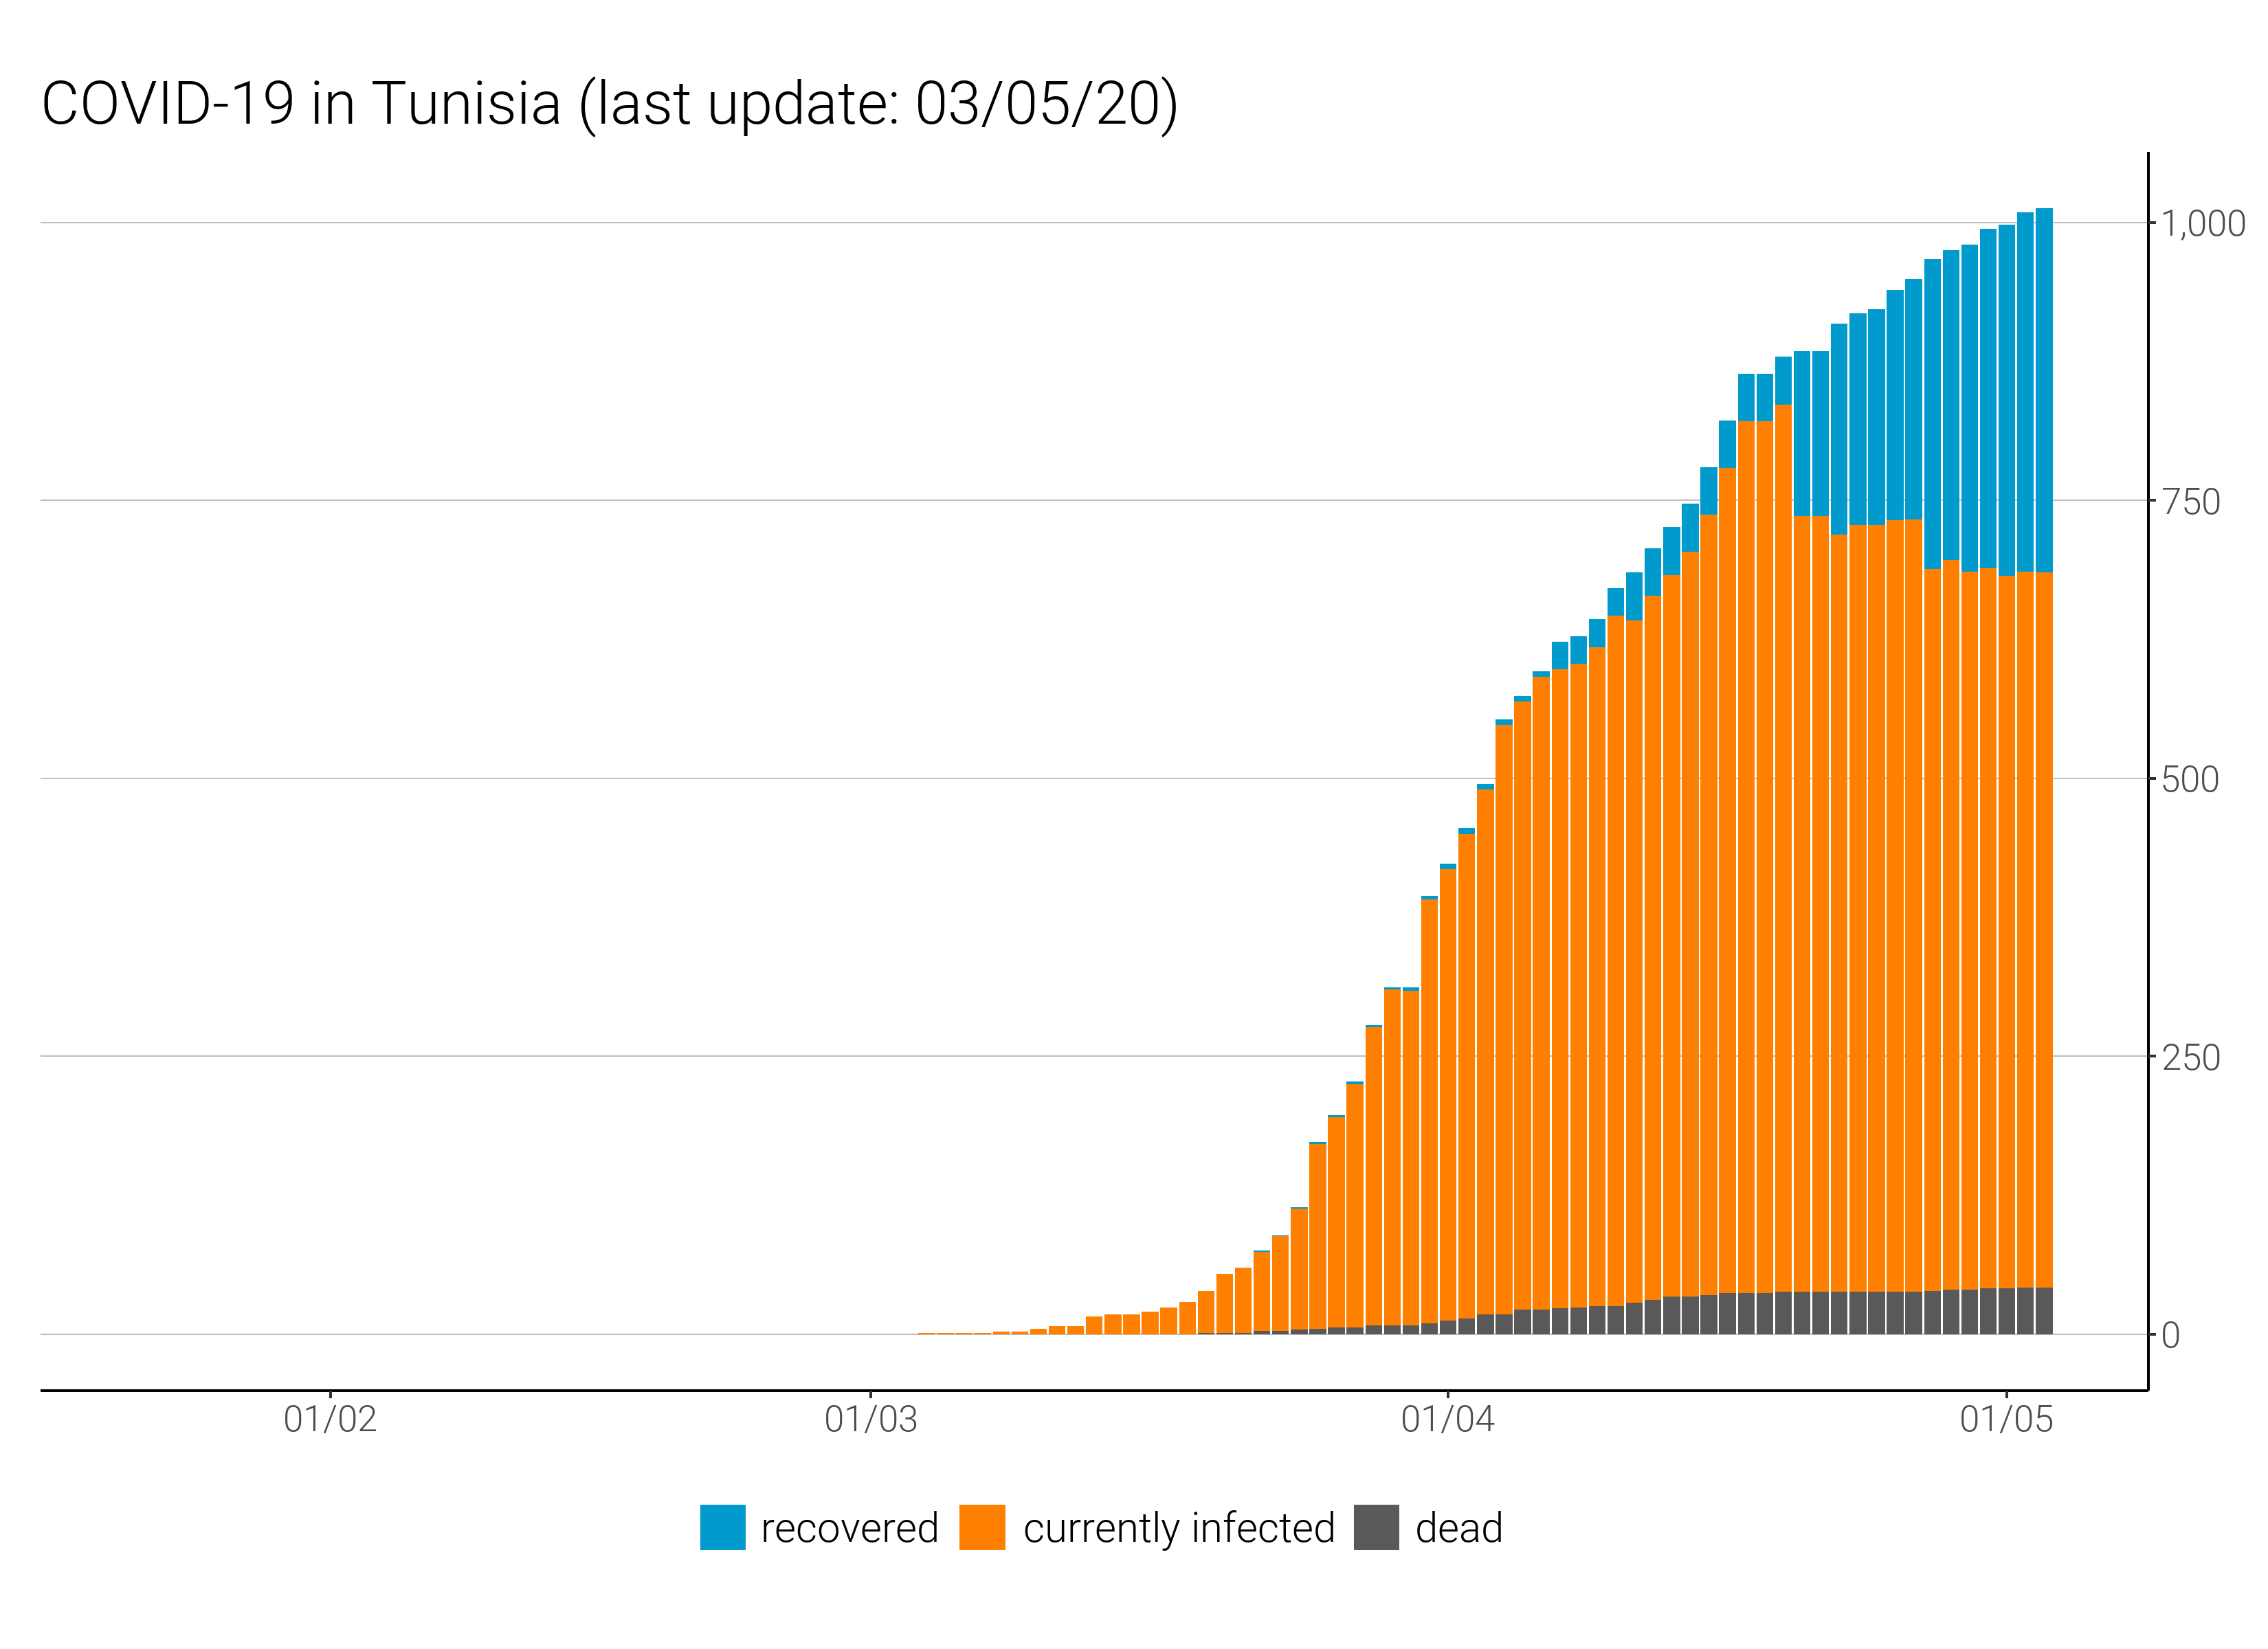 COVID-19 in Tunisia (last update: 03/05/20)
1,000
750
500
250
0
01/02 01/03 01/04 01/05
recovered currently infected dead